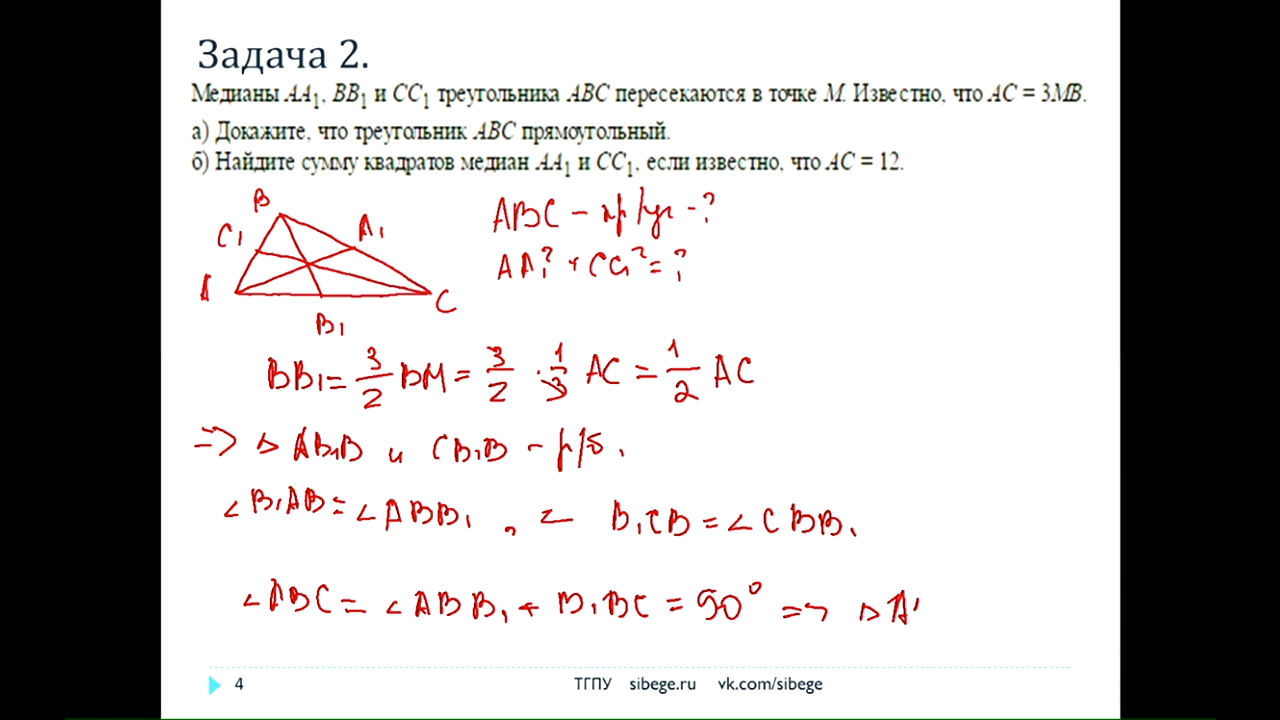 Задача 2.
Медианы AA₁, BB₁ и CC₁ треугольника ABC пересекаются в точке M. Известно, что AC = 3MB.
а) Докажите, что треугольник ABC прямоугольный.
б) Найдите сумму квадратов медиан AA₁ и CC₁, если известно, что AC = 12.
B
C₁ A₁
A C
B₁
ABC – пр/уг - ?
AA₁² + CC₁² = ?
BB₁ = 3/2 BM = 3/2 · 1/3 AC = 1/2 AC
=> △ AB₁B и CB₁B – р/б.
∠B₁AB = ∠ABB₁, ∠ B₁CB = ∠CBB₁
∠ABC = ∠ABB₁ + B₁BC = 90° => △ A
4 ТГПУ sibege.ru vk.com/sibege